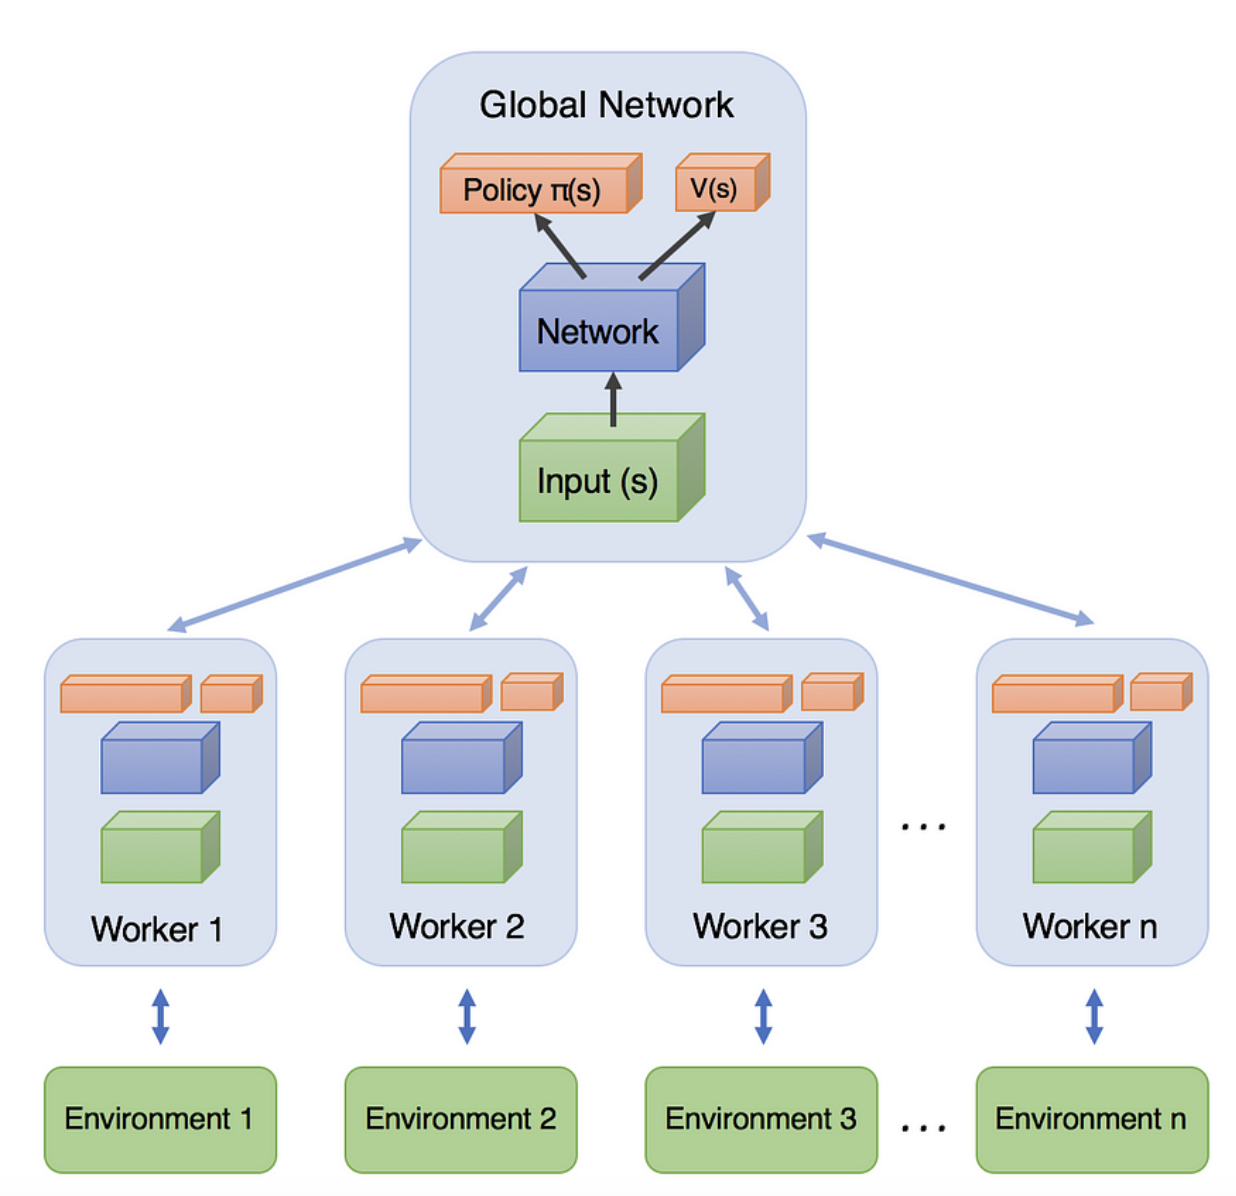 Global Network
Policy π(s)
V(s)
Network
Input (s)
Worker 1
Worker 2
Worker 3
...
Worker n
Environment 1
Environment 2
Environment 3
...
Environment n